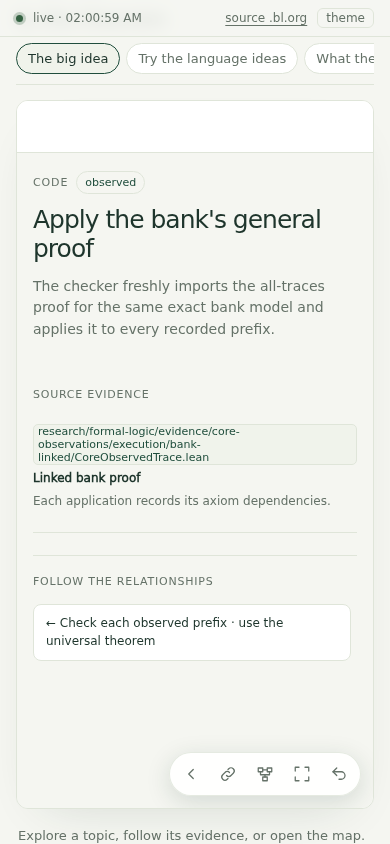 live · 02:00:59 AM
source .bl.org
theme
The big idea
Try the language ideas
What the
CODE
observed
Apply the bank's general
proof
The checker freshly imports the all-traces
proof for the same exact bank model and
applies it to every recorded prefix.
SOURCE EVIDENCE
research/formal-logic/evidence/core-
observations/execution/bank-
linked/CoreObservedTrace.lean
Linked bank proof
Each application records its axiom dependencies.
FOLLOW THE RELATIONSHIPS
← Check each observed prefix · use the
universal theorem
Explore a topic, follow its evidence, or open the map.